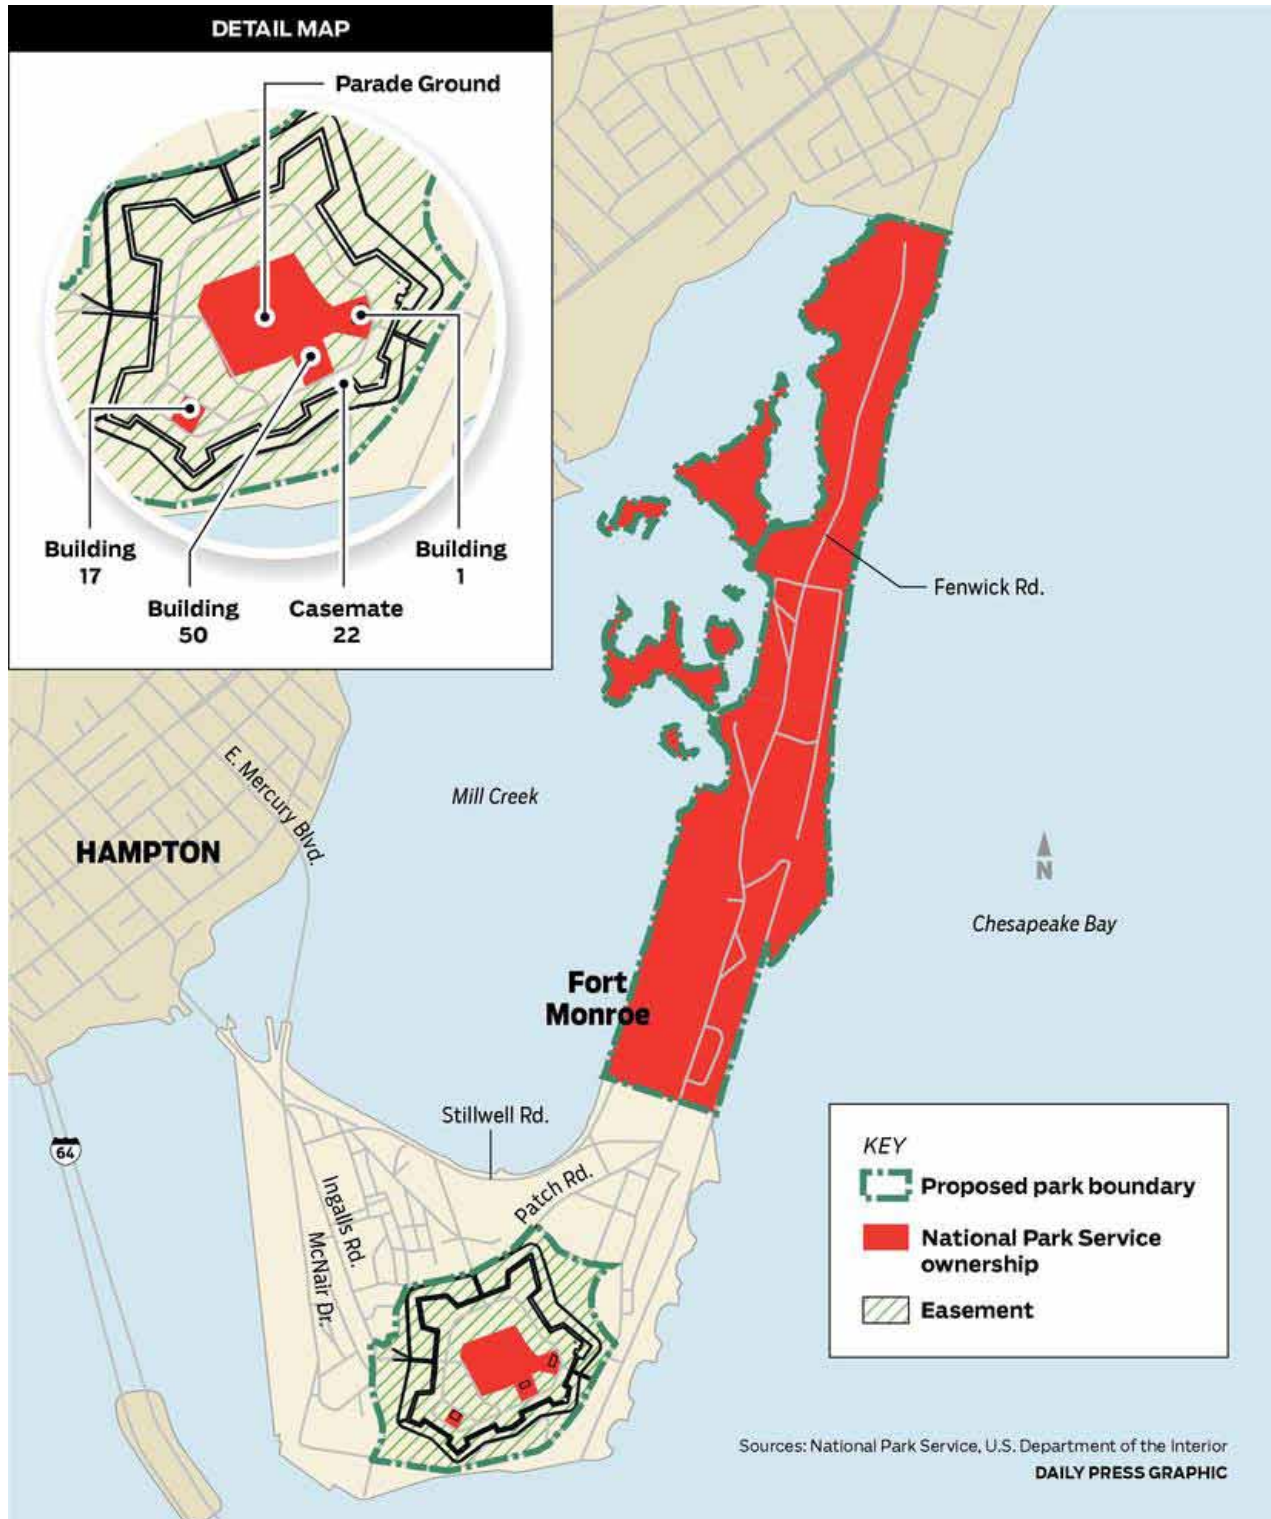 DETAIL MAP
Parade Ground
Building
17
Building
50
Casemate
22
Building
1
Fenwick Rd.
E. Mercury Blvd.
Mill Creek
HAMPTON
N
Chesapeake Bay
Fort
Monroe
Stillwell Rd.
64
Patch Rd.
Ingalls Rd.
McNair Dr.
KEY
Proposed park boundary
National Park Service
ownership
Easement
Sources: National Park Service, U.S. Department of the Interior
DAILY PRESS GRAPHIC